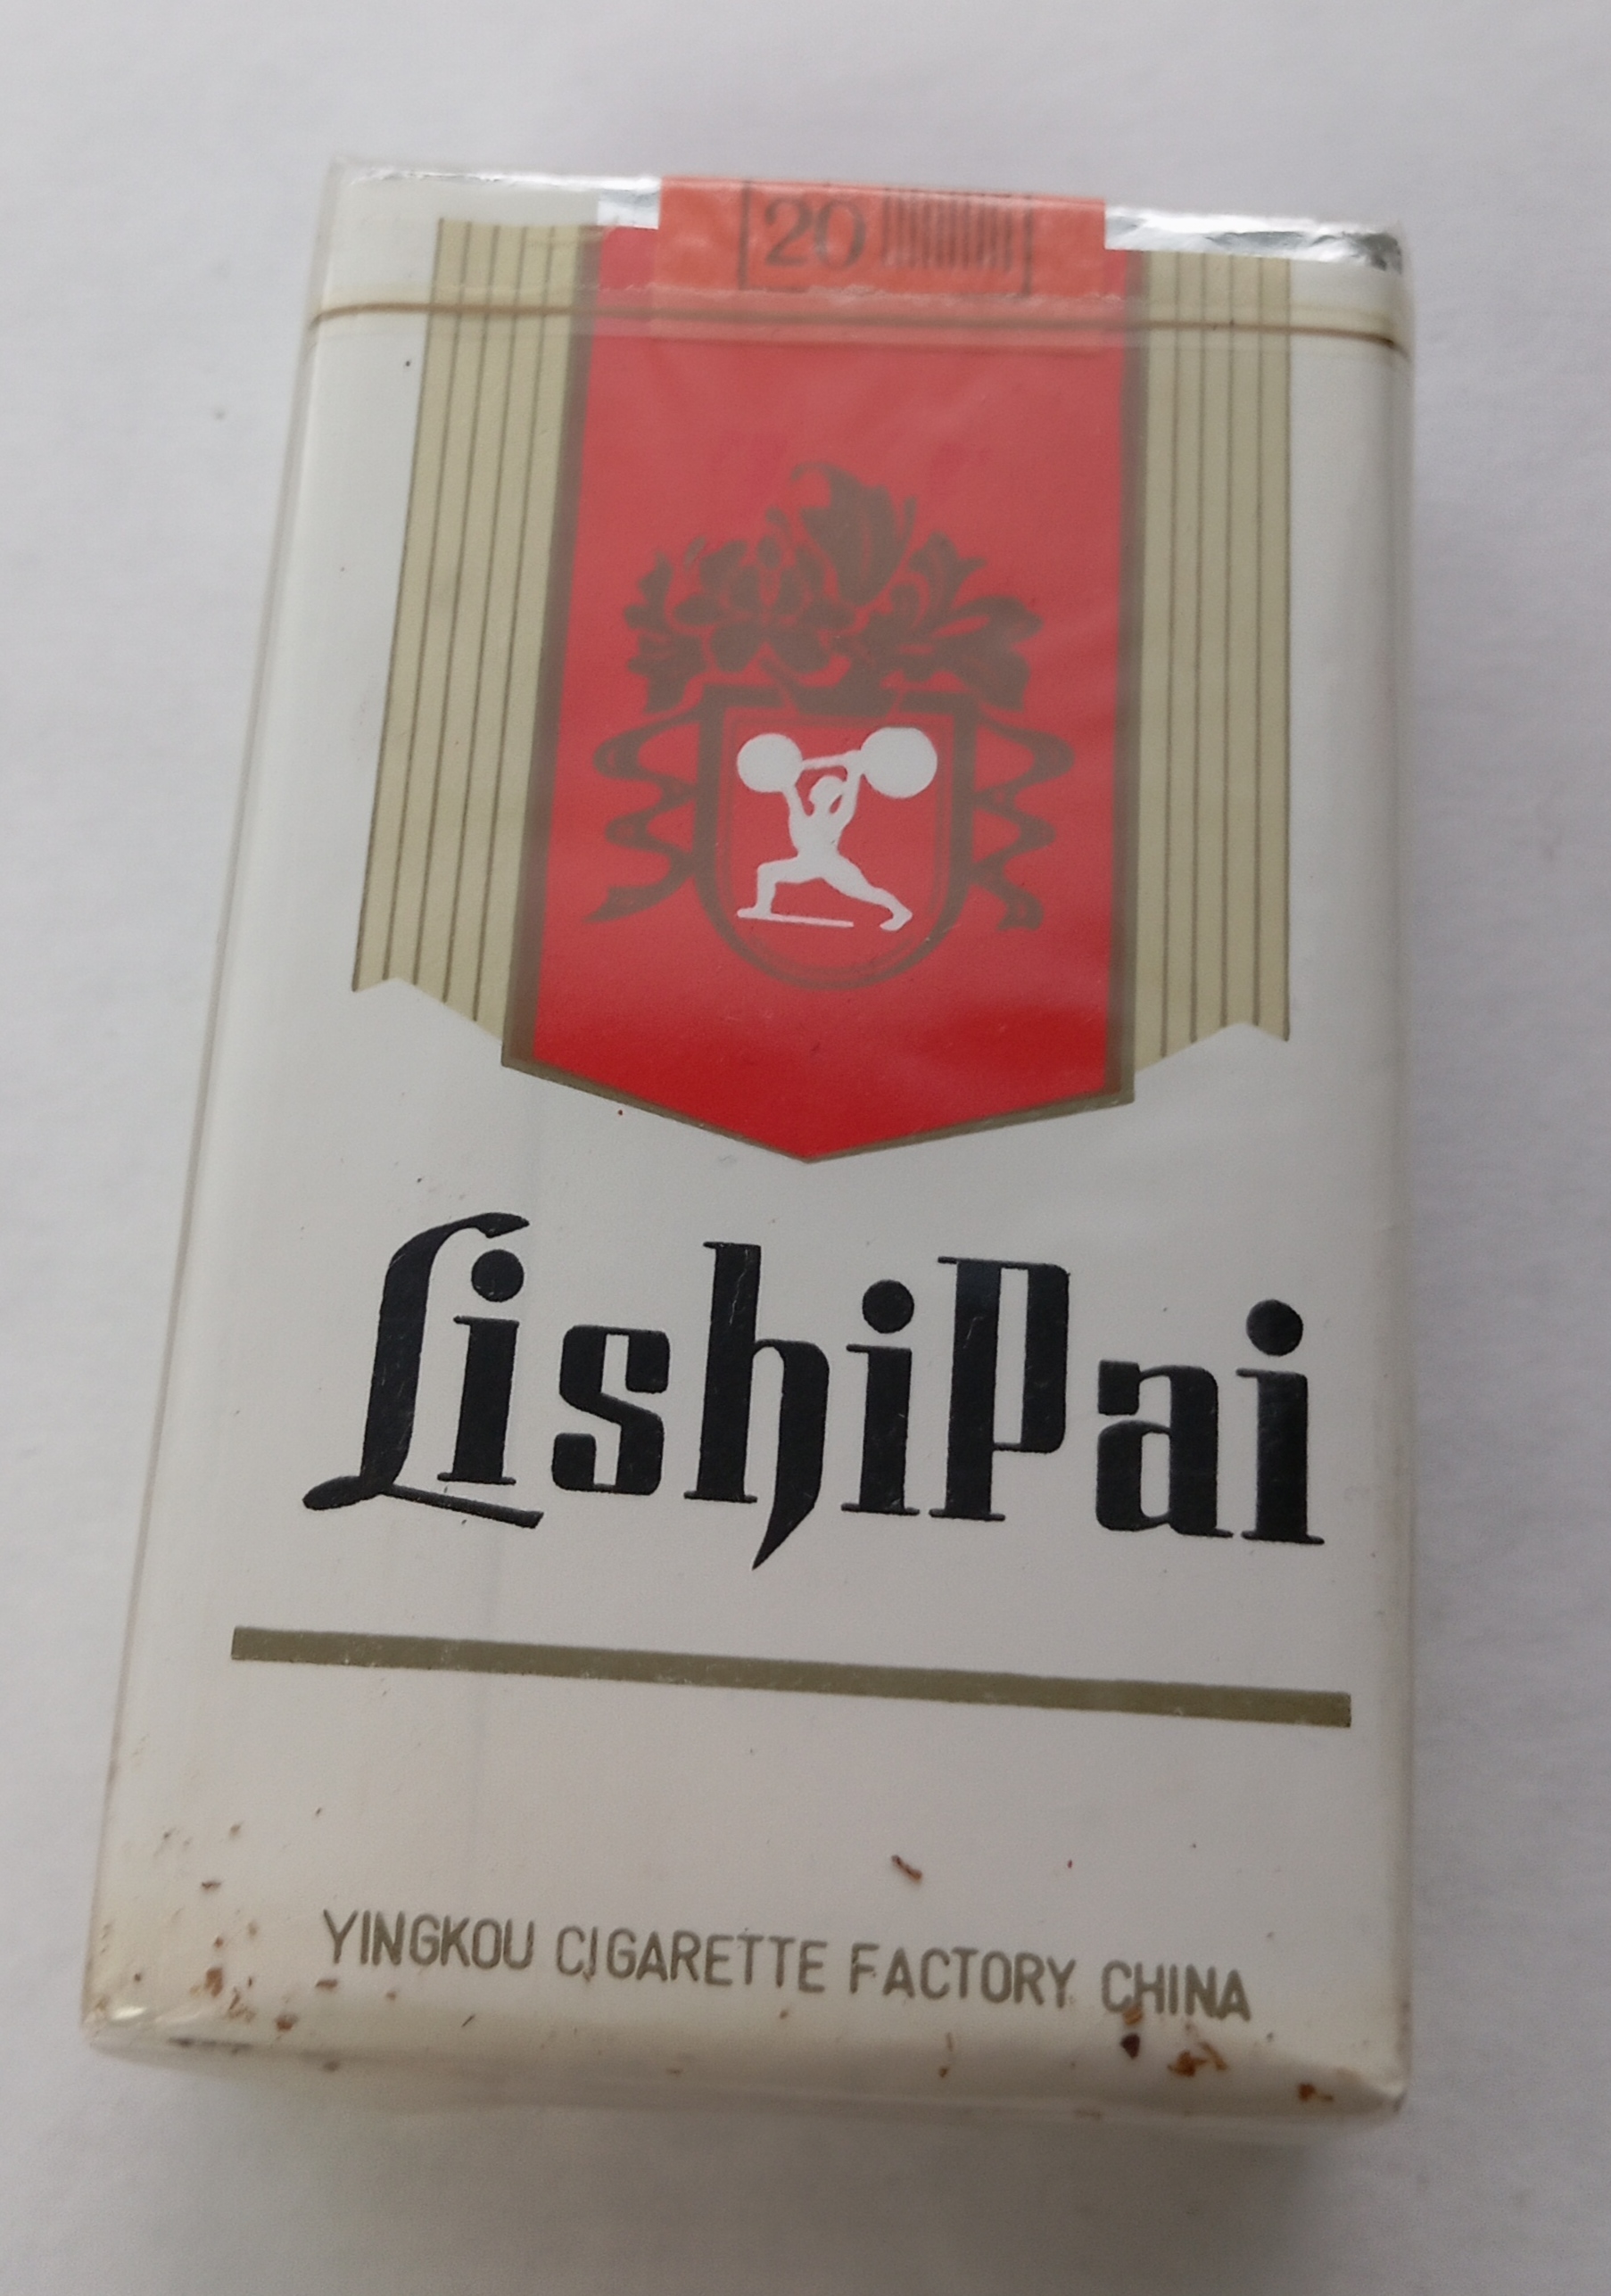 20
LishiPai
YINGKOU CIGARETTE FACTORY CHINA